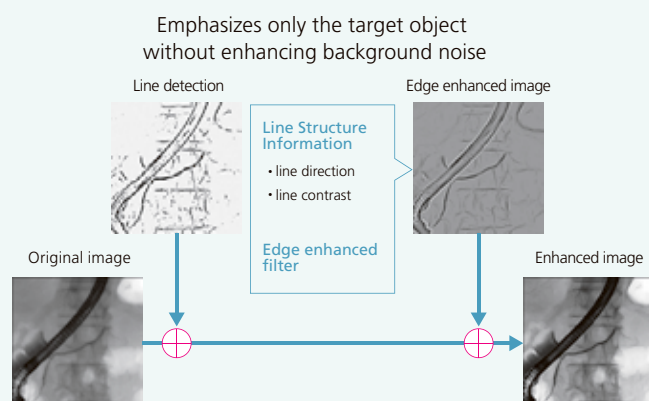 Emphasizes only the target object
without enhancing background noise
Line detection
Edge enhanced image
Line Structure
Information
• line direction
• line contrast
Edge enhanced
filter
Original image
Enhanced image